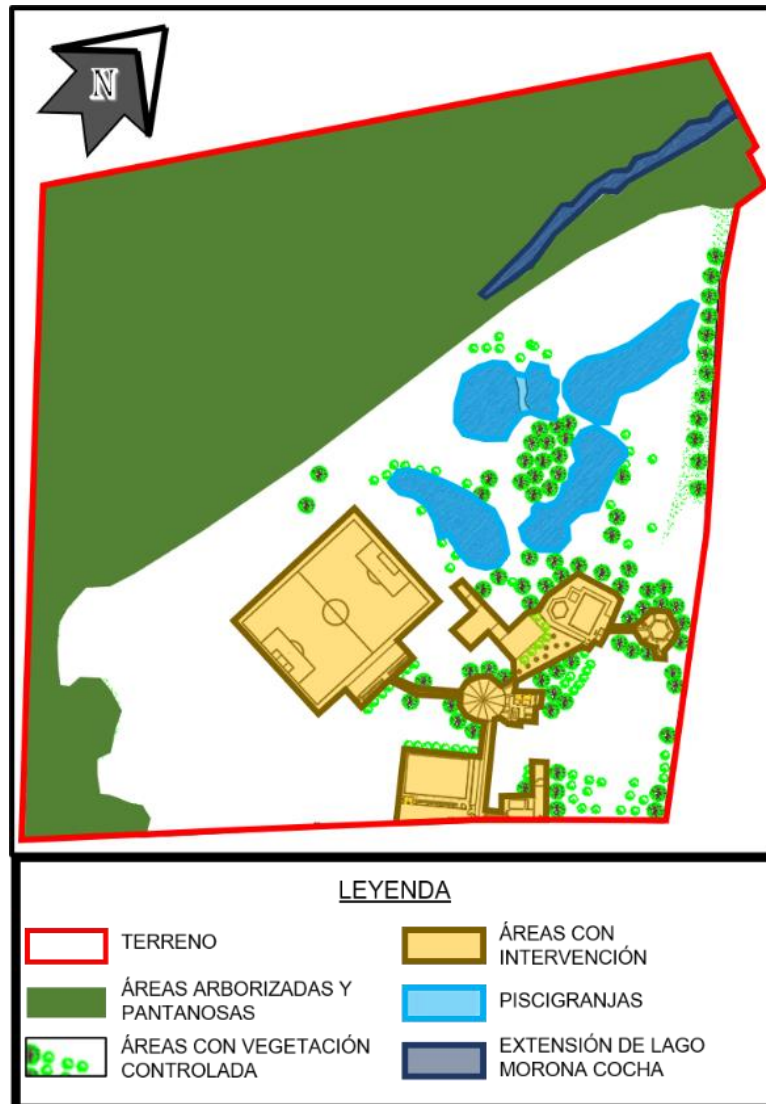 N
LEYENDA
TERRENO
ÁREAS CON
INTERVENCIÓN
ÁREAS ARBORIZADAS Y
PANTANOSAS
PISCIGRANJAS
ÁREAS CON VEGETACIÓN
CONTROLADA
EXTENSIÓN DE LAGO
MORONA COCHA